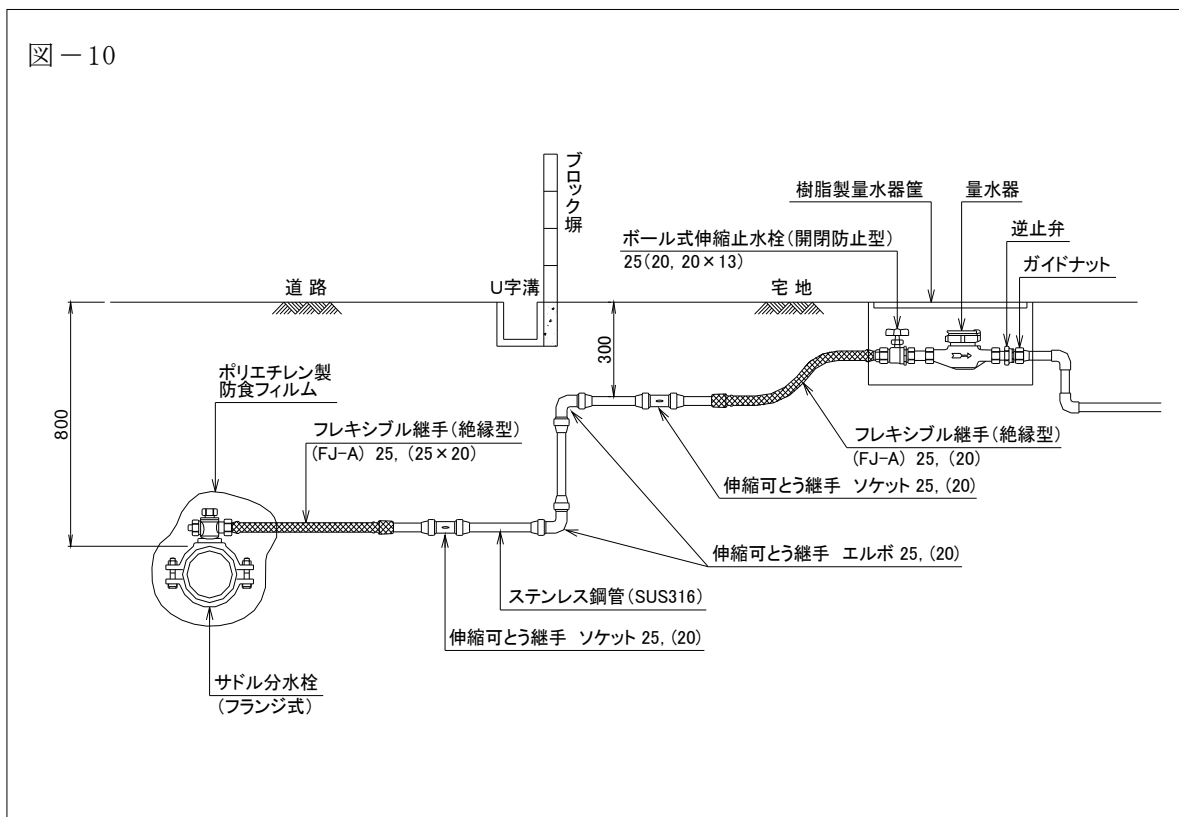 図－10
ブロック塀
樹脂製量水器筐
量水器
逆止弁
ボール式伸縮止水栓(開閉防止型)
25(20, 20×13)
ガイドナット
道 路
U字溝
宅 地
300
800
ポリエチレン製
防食フィルム
フレキシブル継手(絶縁型)
(FJ-A) 25, (25×20)
フレキシブル継手(絶縁型)
(FJ-A) 25, (20)
伸縮可とう継手 ソケット 25, (20)
伸縮可とう継手 エルボ 25, (20)
ステンレス鋼管(SUS316)
伸縮可とう継手 ソケット 25, (20)
サドル分水栓
(フランジ式)